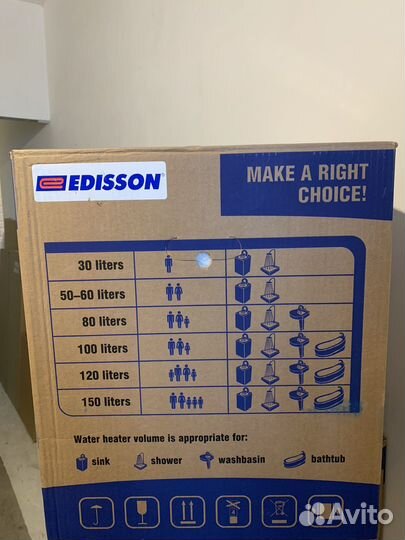 EDISSON
MAKE A RIGHT
CHOICE!
30 liters
50–60 liters
80 liters
100 liters
120 liters
150 liters
Water heater volume is appropriate for:
sink
shower
washbasin
bathtub
Avito